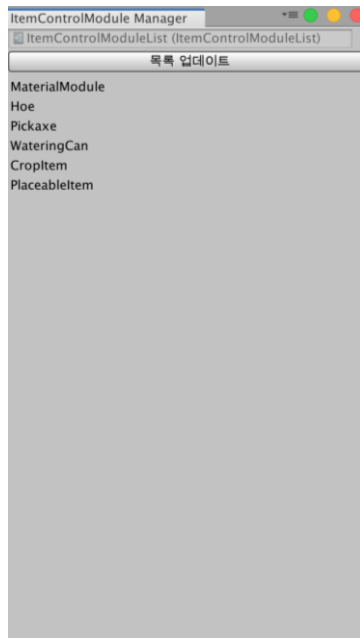 ItemControlModule Manager
ItemControlModuleList (ItemControlModuleList)
목록 업데이트
MaterialModule
Hoe
Pickaxe
WateringCan
CropItem
PlaceableItem